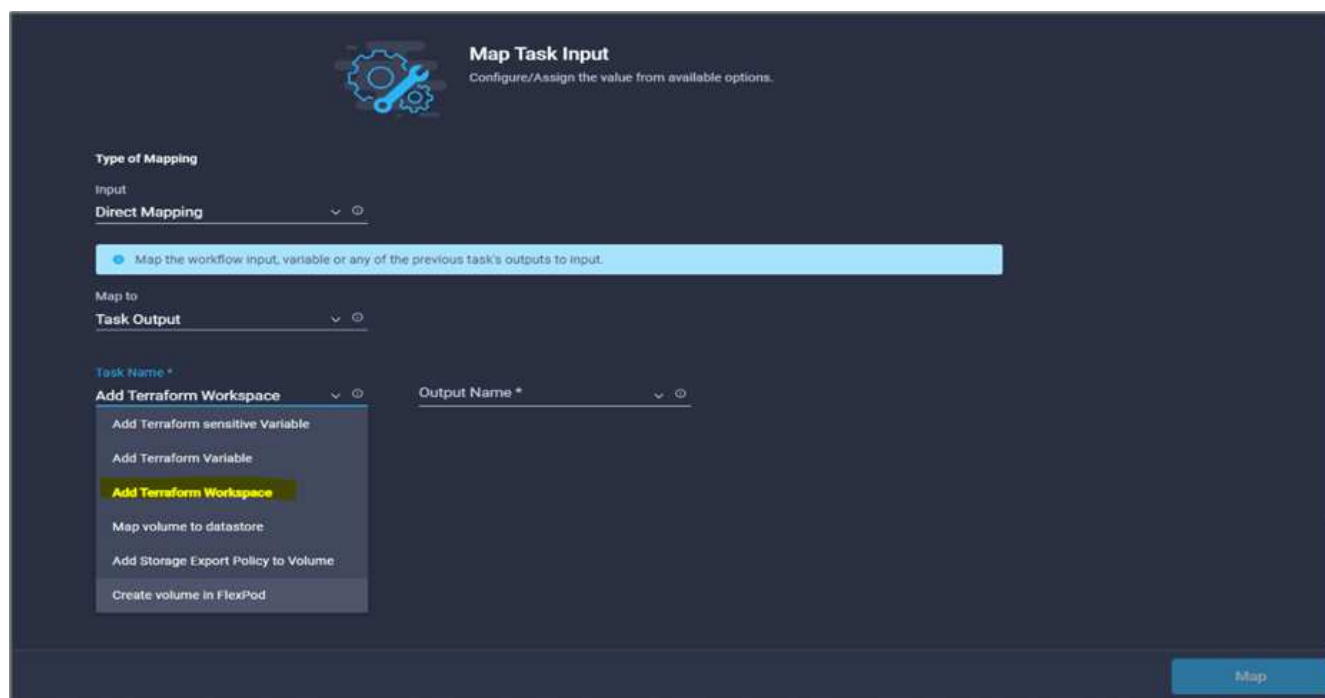 Map Task Input
Configure/Assign the value from available options.
Type of Mapping
Input
Direct Mapping
Map the workflow input, variable or any of the previous task's outputs to input.
Map to
Task Output
Task Name *
Add Terraform Workspace
Output Name *
Add Terraform sensitive Variable
Add Terraform Variable
Add Terraform Workspace
Map volume to datastore
Add Storage Export Policy to Volume
Create volume in FlexPod
Map